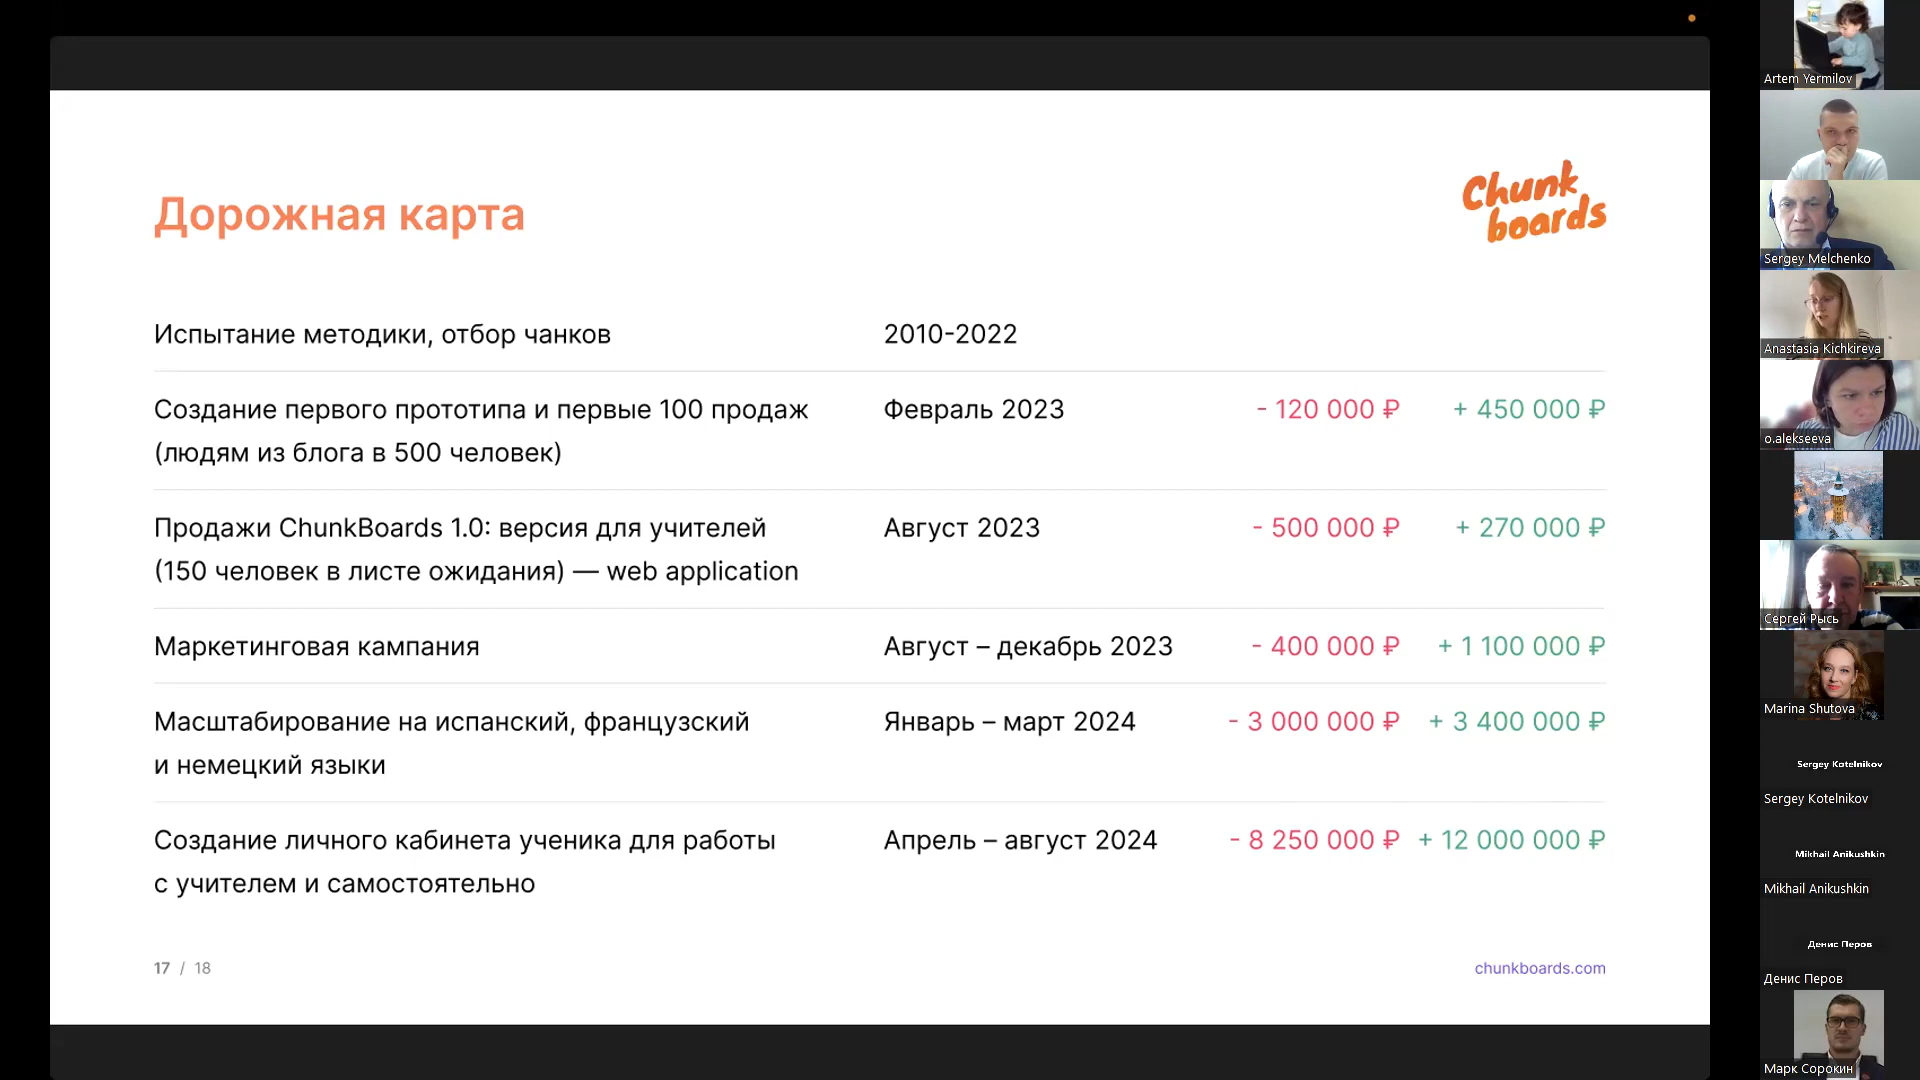 Дорожная карта
Chunk
boards
Испытание методики, отбор чанков 2010-2022
Создание первого прототипа и первые 100 продаж Февраль 2023 - 120 000 ₽ + 450 000 ₽
(людям из блога в 500 человек)
Продажи ChunkBoards 1.0: версия для учителей Август 2023 - 500 000 ₽ + 270 000 ₽
(150 человек в листе ожидания) — web application
Маркетинговая кампания Август – декабрь 2023 - 400 000 ₽ + 1 100 000 ₽
Масштабирование на испанский, французский Январь – март 2024 - 3 000 000 ₽ + 3 400 000 ₽
и немецкий языки
Создание личного кабинета ученика для работы Апрель – август 2024 - 8 250 000 ₽ + 12 000 000 ₽
с учителем и самостоятельно
17 / 18
chunkboards.com
Artem Yermilov
Sergey Melchenko
Anastasia Kichkireva
o.alekseeva
Сергей Рысь
Marina Shutova
Sergey Kotelnikov
Sergey Kotelnikov
Mikhail Anikushkin
Mikhail Anikushkin
Денис Перов
Денис Перов
Марк Сорокин